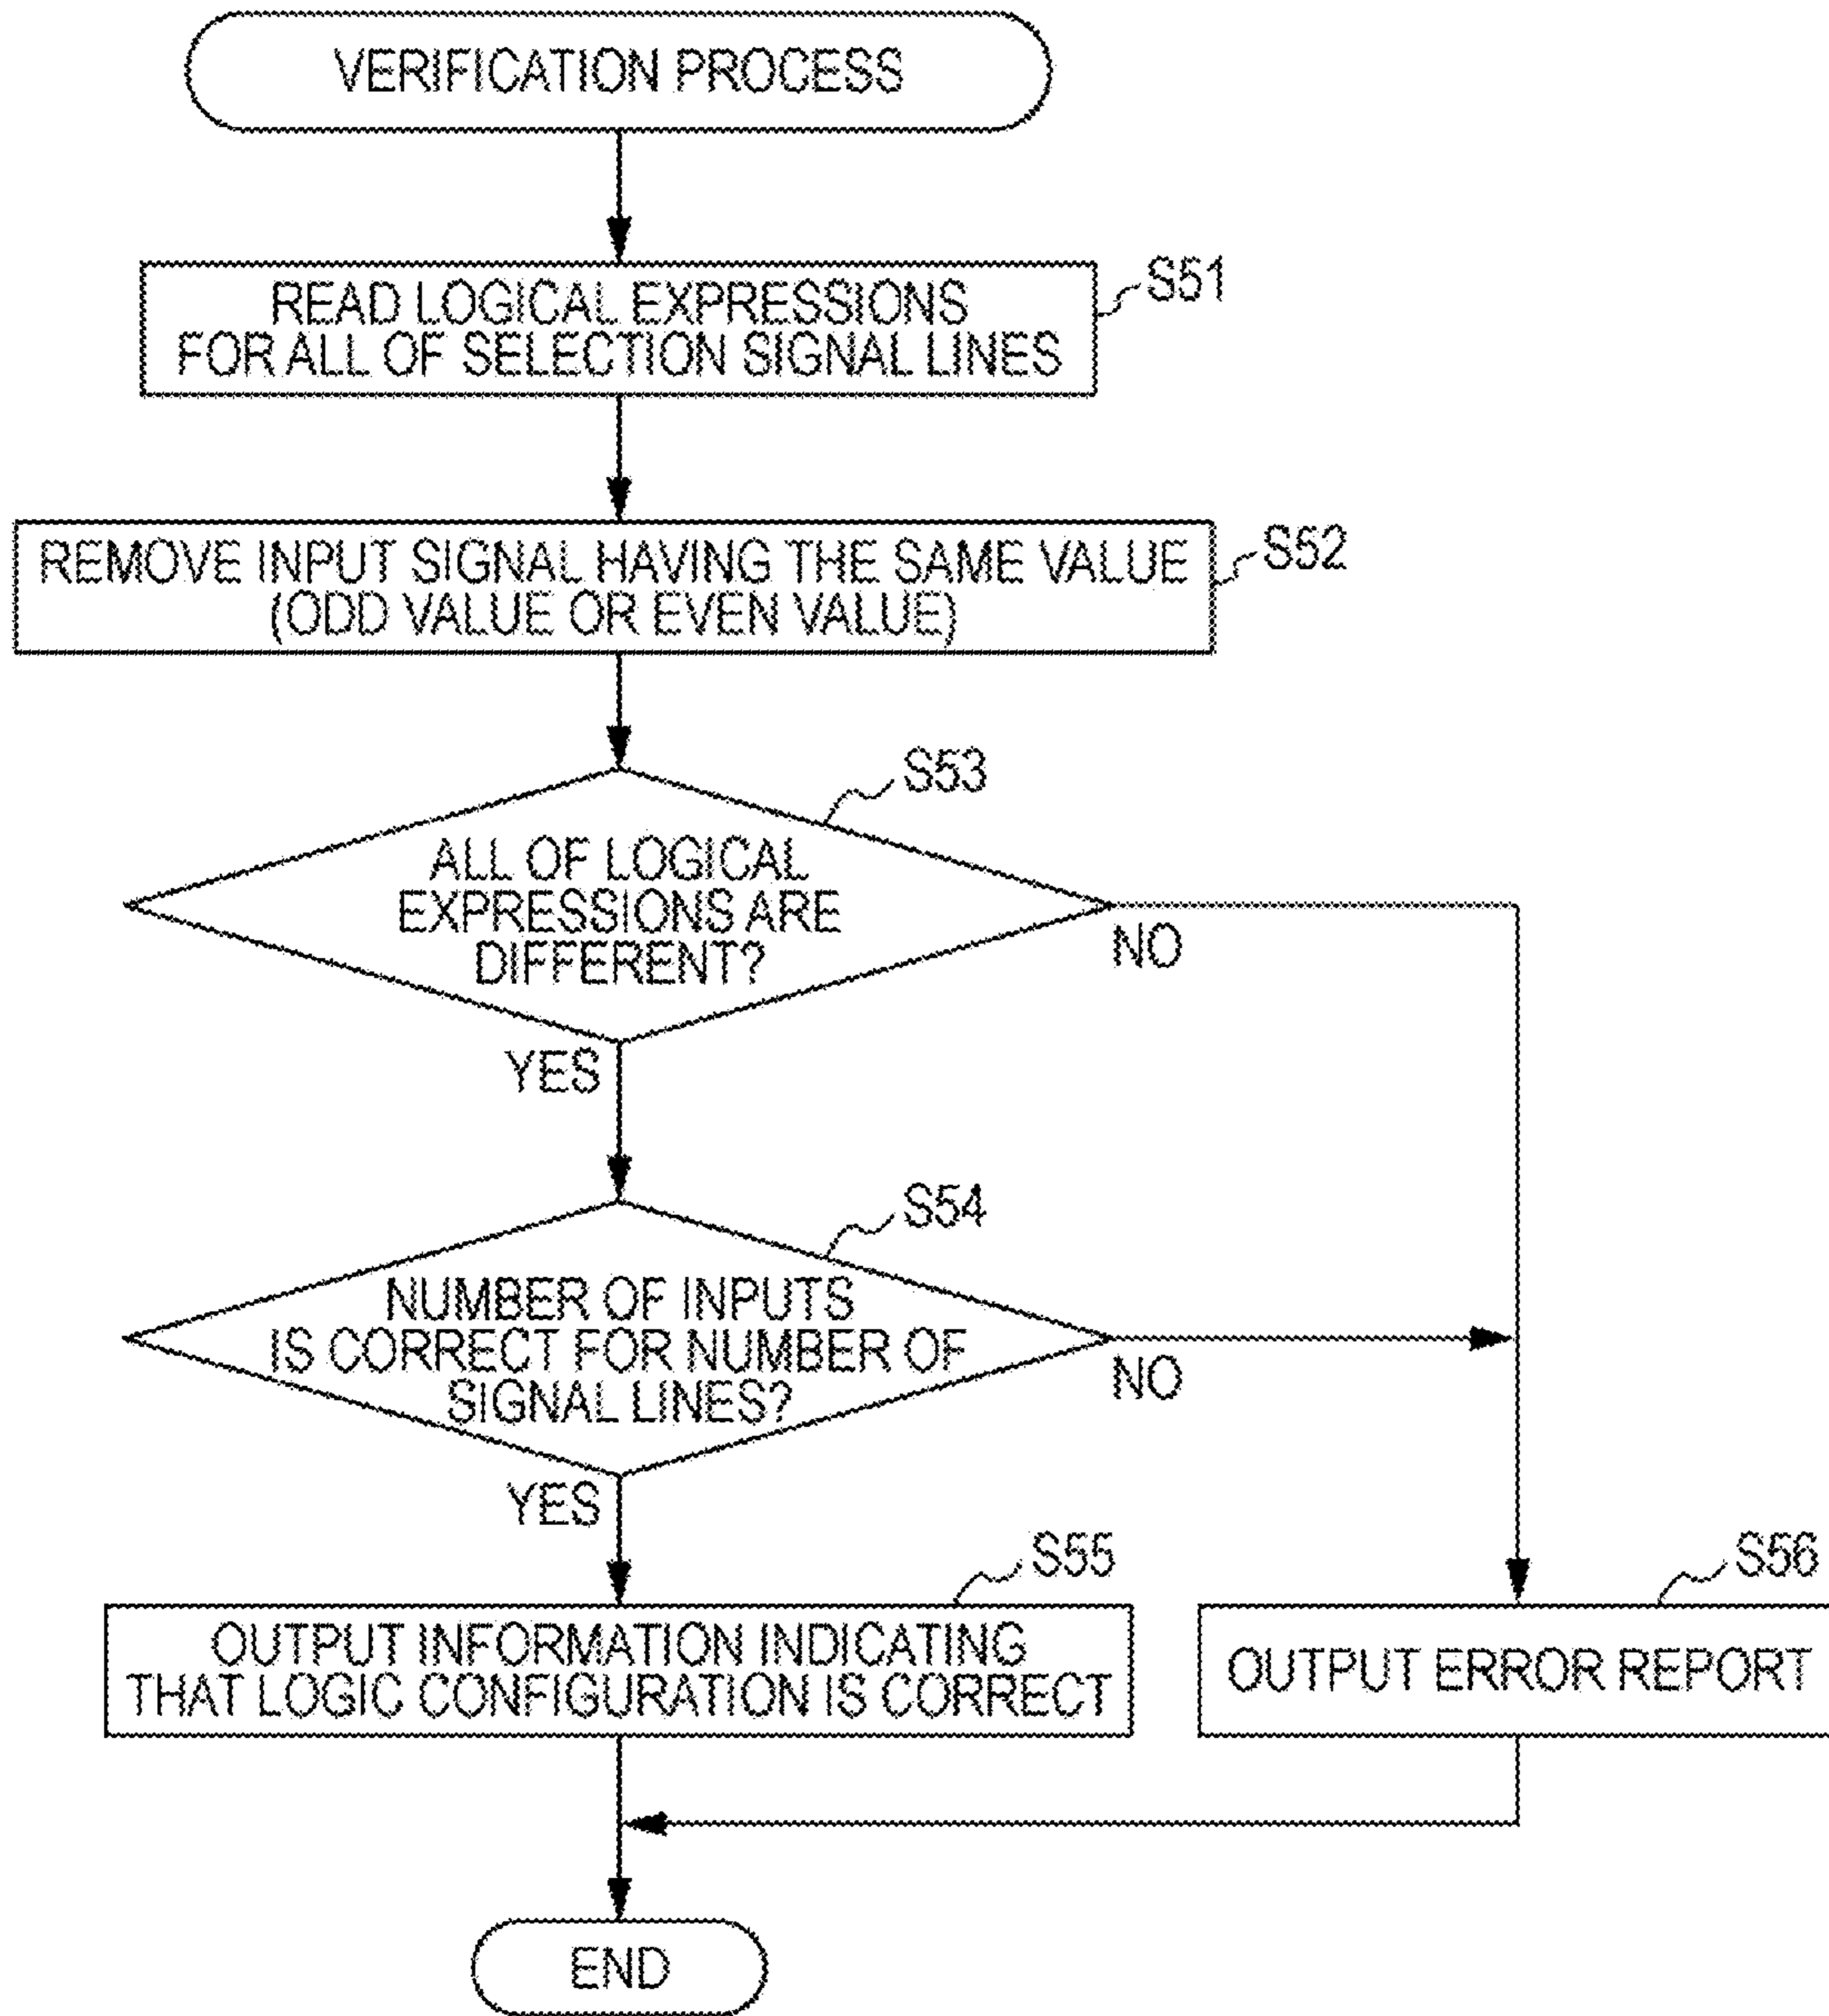 VERIFICATION PROCESS
READ LOGICAL EXPRESSIONS
FOR ALL OF SELECTION SIGNAL LINES
S51
REMOVE INPUT SIGNAL HAVING THE SAME VALUE
(ODD VALUE OR EVEN VALUE)
S52
S53
ALL OF LOGICAL
EXPRESSIONS ARE
DIFFERENT?
NO
YES
S54
NUMBER OF INPUTS
IS CORRECT FOR NUMBER OF
SIGNAL LINES?
NO
YES
S55
OUTPUT INFORMATION INDICATING
THAT LOGIC CONFIGURATION IS CORRECT
S56
OUTPUT ERROR REPORT
END